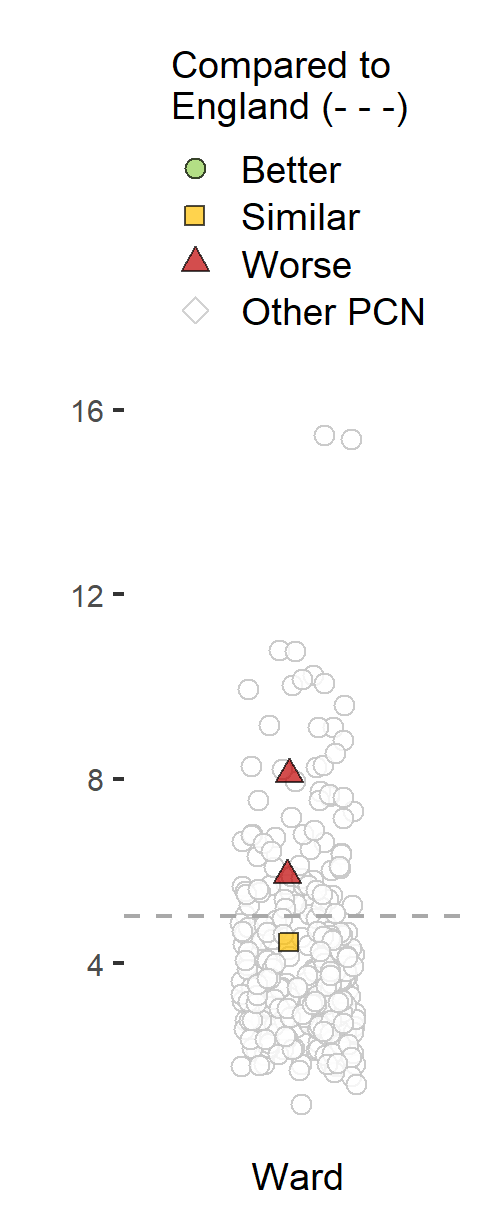 Compared to
England (- - -)
Better
Similar
Worse
Other PCN
16
12
8
4
Ward